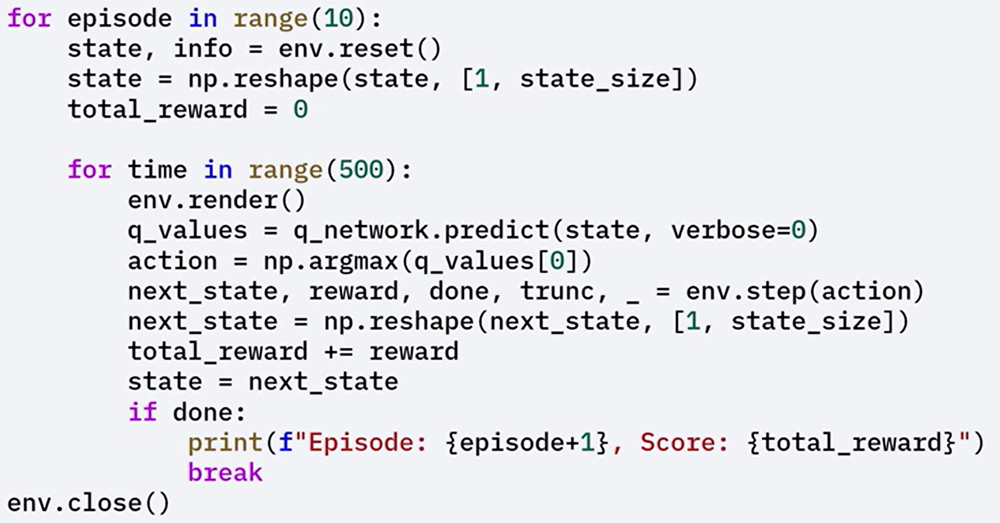 for episode in range(10):
    state, info = env.reset()
    state = np.reshape(state, [1, state_size])
    total_reward = 0

    for time in range(500):
        env.render()
        q_values = q_network.predict(state, verbose=0)
        action = np.argmax(q_values[0])
        next_state, reward, done, trunc, _ = env.step(action)
        next_state = np.reshape(next_state, [1, state_size])
        total_reward += reward
        state = next_state
        if done:
            print(f"Episode: {episode+1}, Score: {total_reward}")
            break
env.close()